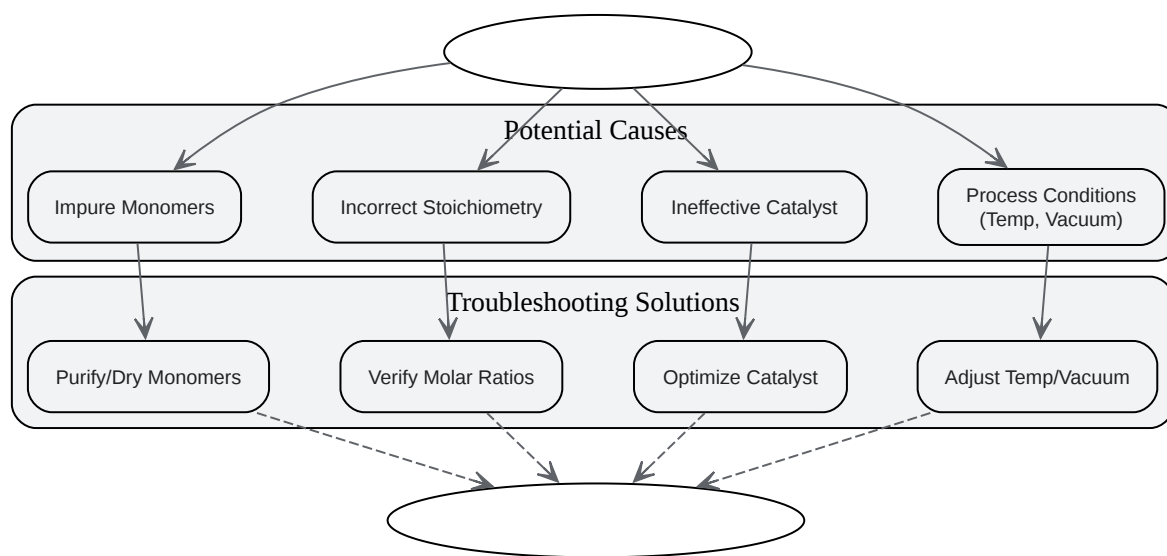 Potential Causes
Impure Monomers
Incorrect Stoichiometry
Ineffective Catalyst
Process Conditions
(Temp, Vacuum)
Troubleshooting Solutions
Purify/Dry Monomers
Verify Molar Ratios
Optimize Catalyst
Adjust Temp/Vacuum